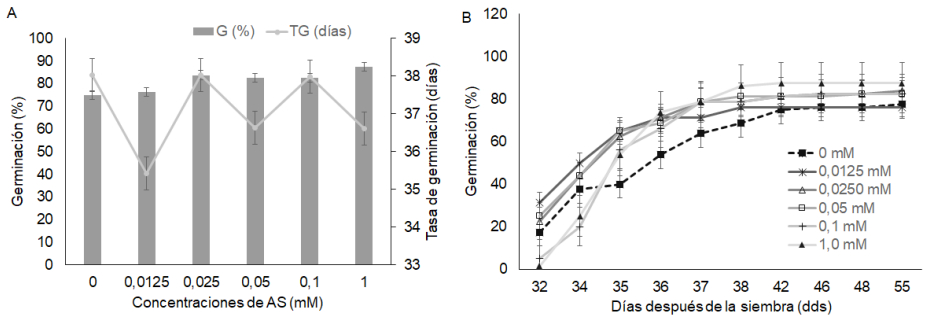 A
G (%)
TG (días)
Germinación (%)
100
90
80
70
60
50
40
30
20
10
0
39
38
37
36
35
34
33
Tasa de germinación (días)
0 0,0125 0,025 0,05 0,1 1
Concentraciones de AS (mM)
B
Germinación (%)
120
100
80
60
40
20
0
0 mM
0,0125 mM
0,0250 mM
0,05 mM
0,1 mM
1,0 mM
32 34 35 36 37 38 42 46 48 55
Días después de la siembra (dds)